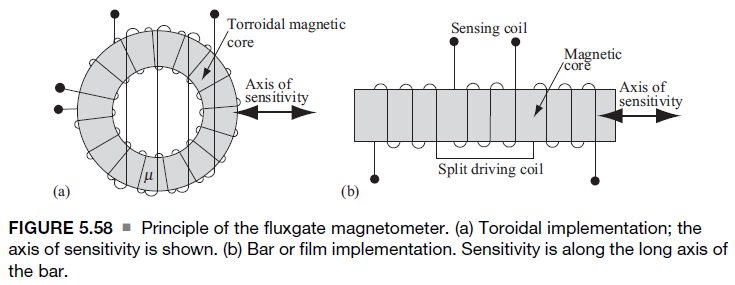 Torroidal magnetic
core
Axis of
sensitivity
μ
(a)
Sensing coil
Magnetic
core
Axis of
sensitivity
Split driving coil
(b)
FIGURE 5.58 ■ Principle of the fluxgate magnetometer. (a) Toroidal implementation; the
axis of sensitivity is shown. (b) Bar or film implementation. Sensitivity is along the long axis of
the bar.